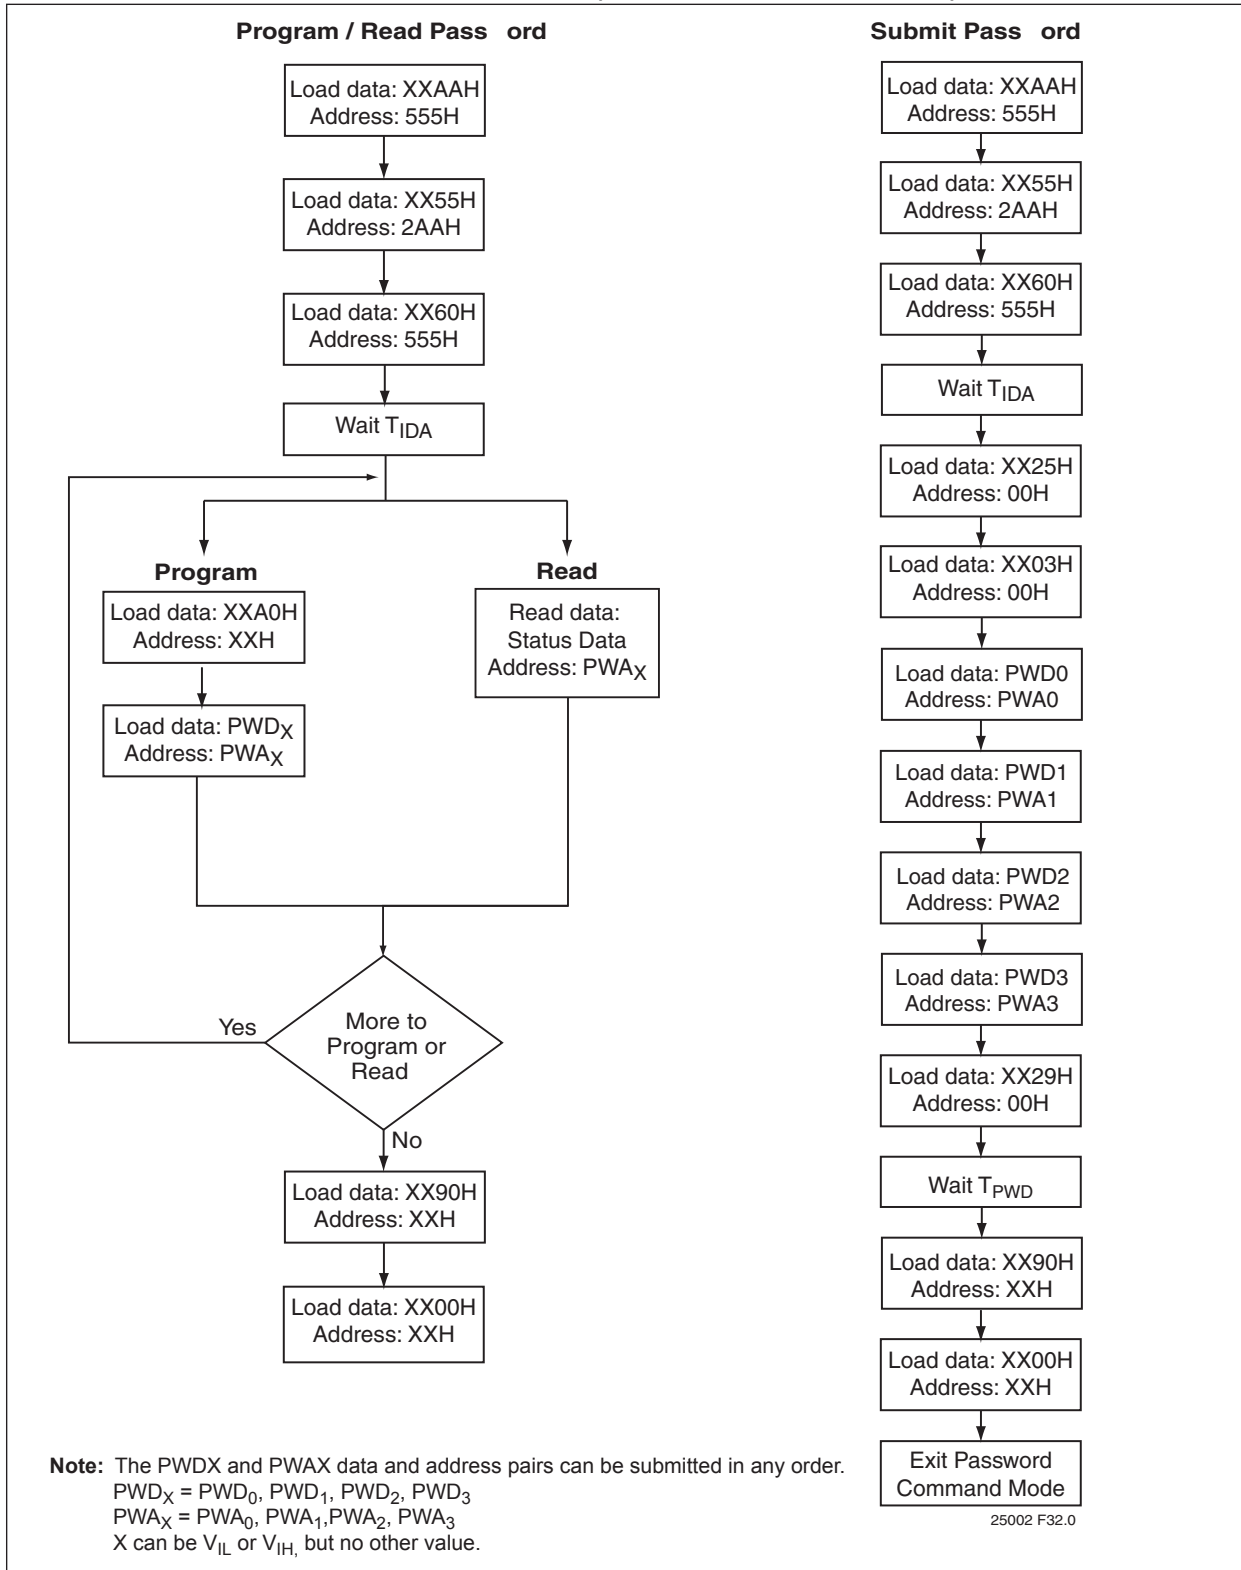 Program / Read Pass ord
Load data: XXAAH
Address: 555H
Load data: XX55H
Address: 2AAH
Load data: XX60H
Address: 555H
Wait TIDA
Program
Load data: XXA0H
Address: XXH
Load data: PWDX
Address: PWAX
Read
Read data:
Status Data
Address: PWAX
More to
Program or
Read
Yes
No
Load data: XX90H
Address: XXH
Load data: XX00H
Address: XXH
Submit Pass ord
Load data: XXAAH
Address: 555H
Load data: XX55H
Address: 2AAH
Load data: XX60H
Address: 555H
Wait TIDA
Load data: XX25H
Address: 00H
Load data: XX03H
Address: 00H
Load data: PWD0
Address: PWA0
Load data: PWD1
Address: PWA1
Load data: PWD2
Address: PWA2
Load data: PWD3
Address: PWA3
Load data: XX29H
Address: 00H
Wait TPWD
Load data: XX90H
Address: XXH
Load data: XX00H
Address: XXH
Exit Password
Command Mode
25002 F32.0
Note: The PWDX and PWAX data and address pairs can be submitted in any order.
PWDX = PWD0, PWD1, PWD2, PWD3
PWAX = PWA0, PWA1,PWA2, PWA3
X can be VIL or VIH, but no other value.